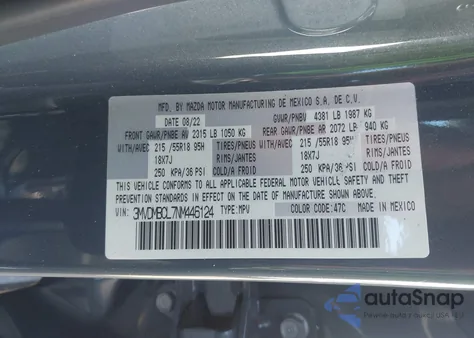 MFD. BY MAZDA MOTOR MANUFACTURING DE MEXICO S.A. DE C.V.
DATE 08/22 GVWR/PNBV 4381 LB 1987 KG
FRONT GAWR/PNBE AV 2315 LB 1050 KG REAR GAWR/PNBE AR 2072 LB 940 KG
WITH/AVEC 215 /55R18 95H TIRES/PNEUS WITH/AVEC 215 /55R18 95H TIRES/PNEUS
18X7J RIMS/JANTES 18X7J RIMS/JANTES
250 KPA/36 PSI COLD/A FROID 250 KPA/36 PSI COLD/A FROID
THIS VEHICLE CONFORMS TO ALL APPLICABLE FEDERAL MOTOR VEHICLE SAFETY, BUMPER AND THEFT
PREVENTION STANDARDS IN EFFECT ON THE DATE OF MANUFACTURE SHOWN ABOVE.
VIN: 3MVDMBCL7NM446124 TYPE: MPV COLOR CODE: 47C
autoSnap